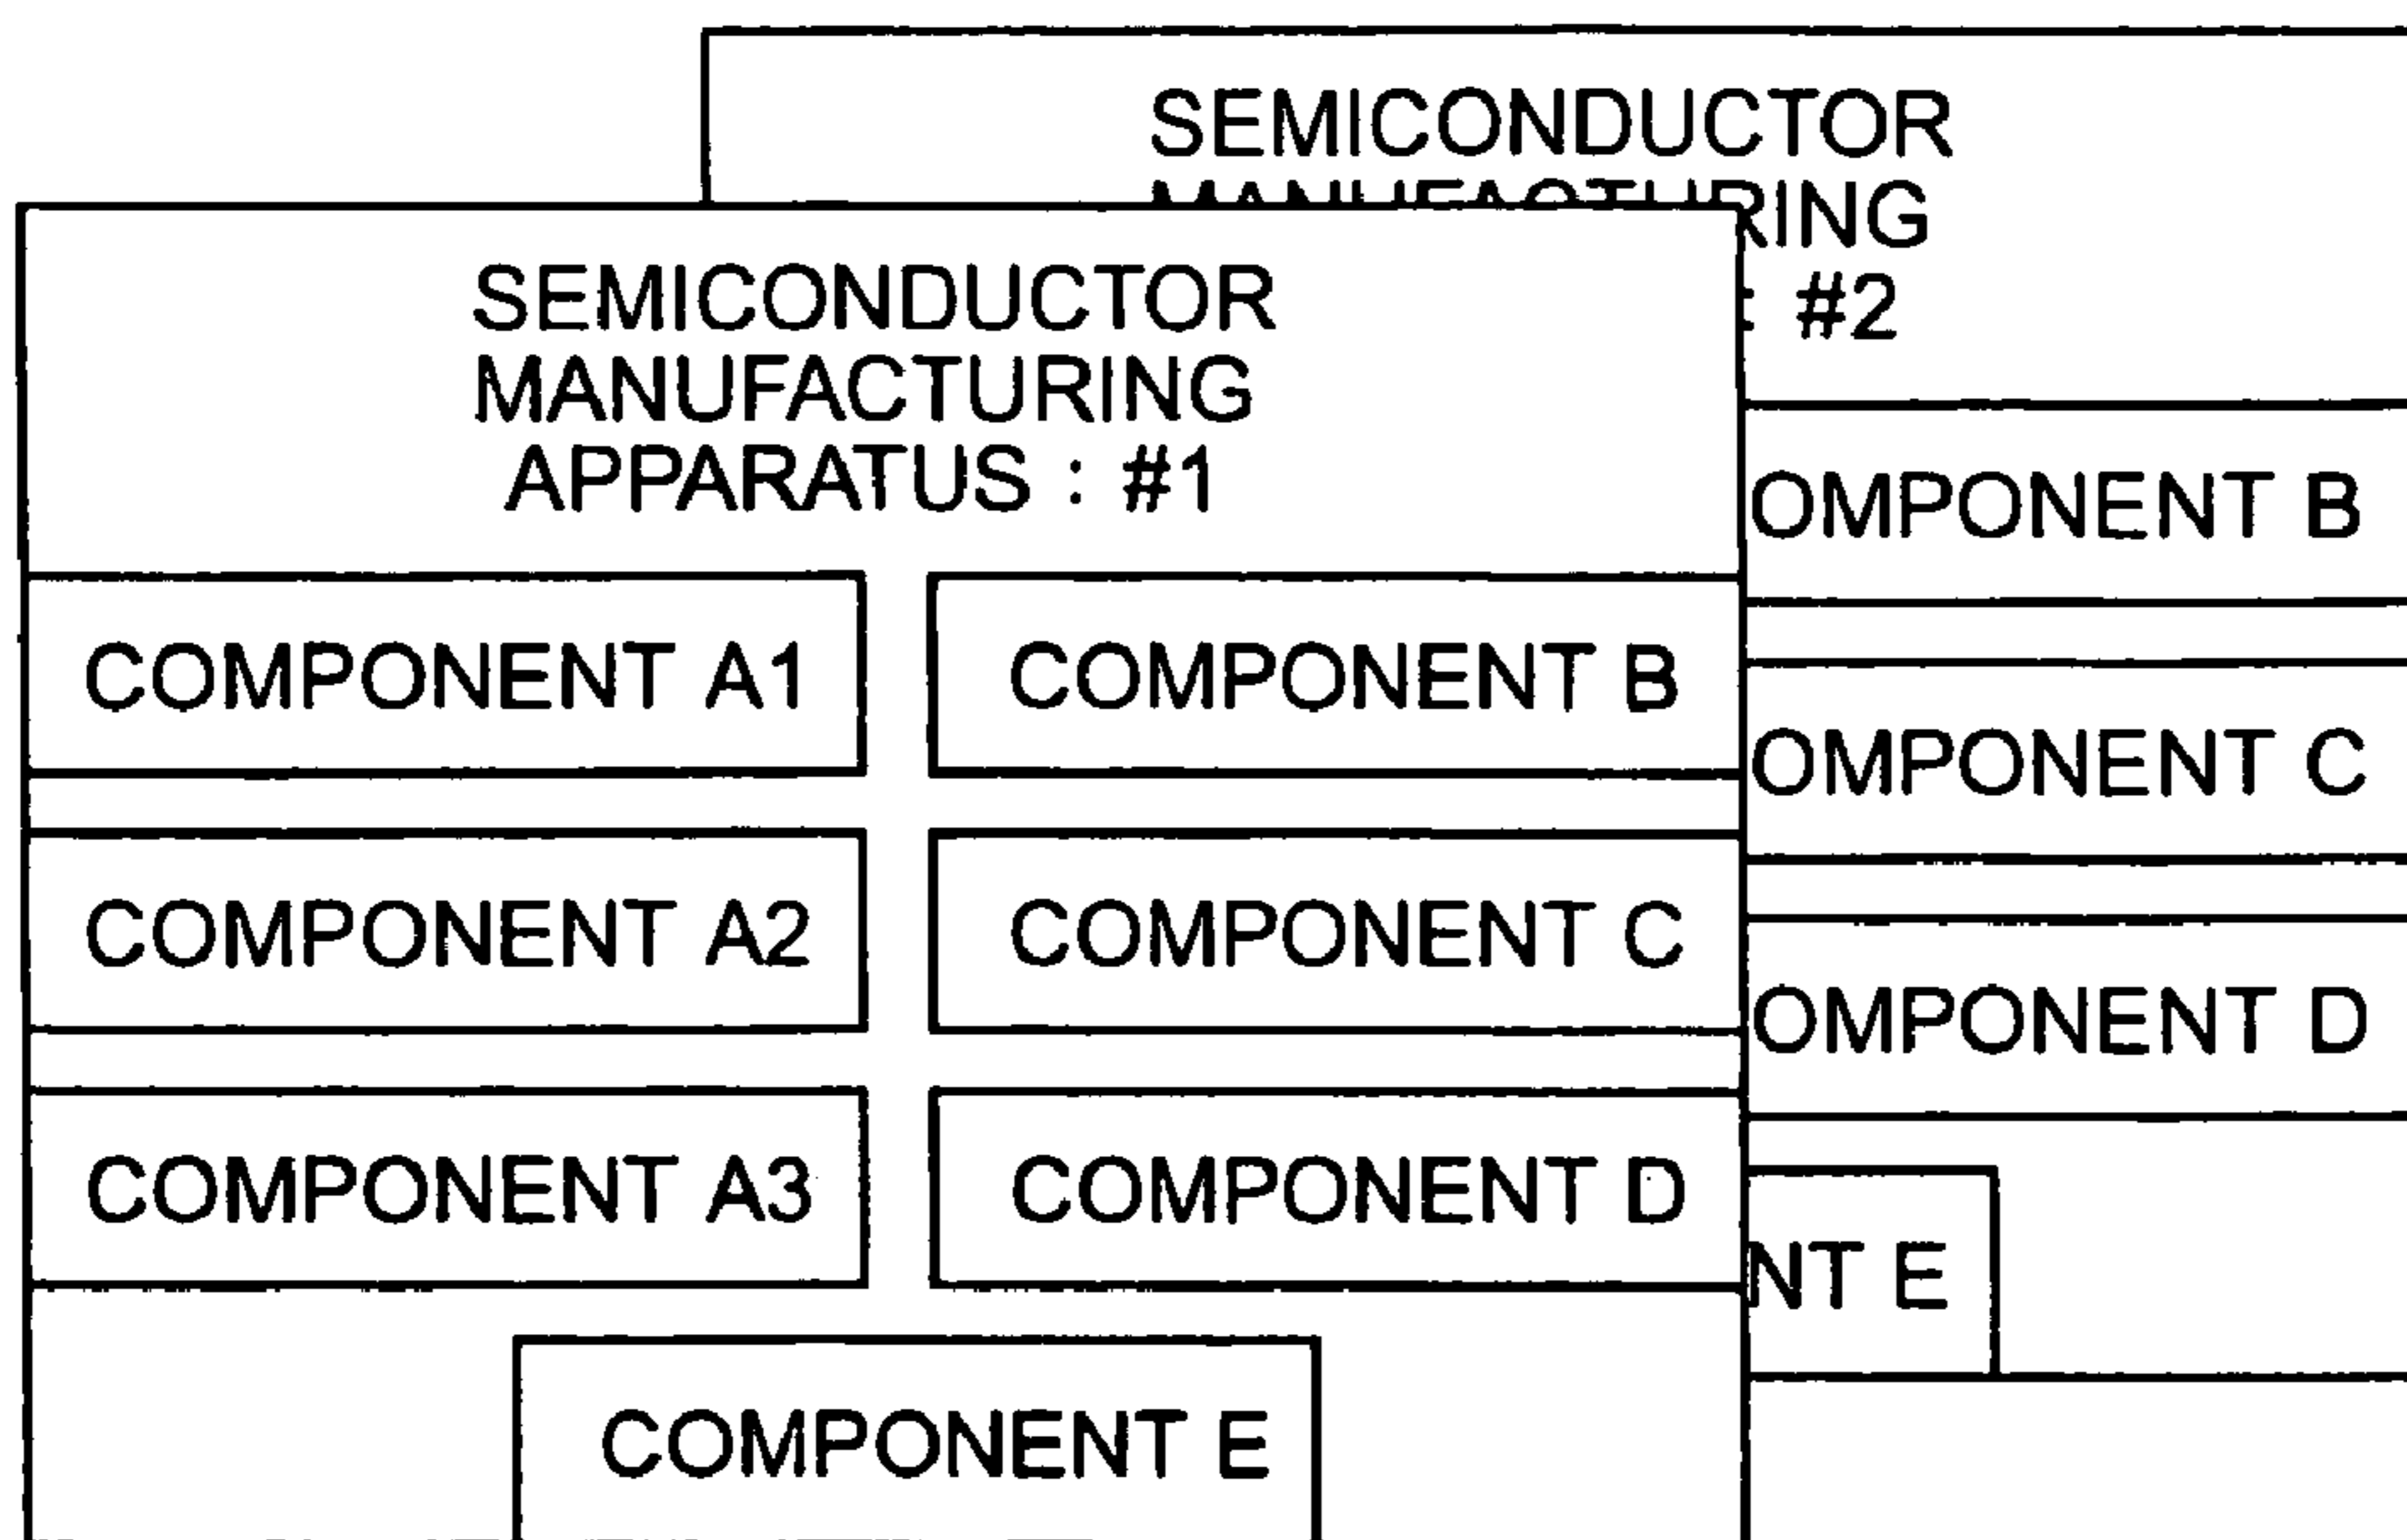 SEMICONDUCTOR
RING
: #2
OMPONENT B
OMPONENT C
OMPONENT D
NT E
SEMICONDUCTOR
MANUFACTURING
APPARATUS : #1
COMPONENT A1
COMPONENT B
COMPONENT A2
COMPONENT C
COMPONENT A3
COMPONENT D
COMPONENT E